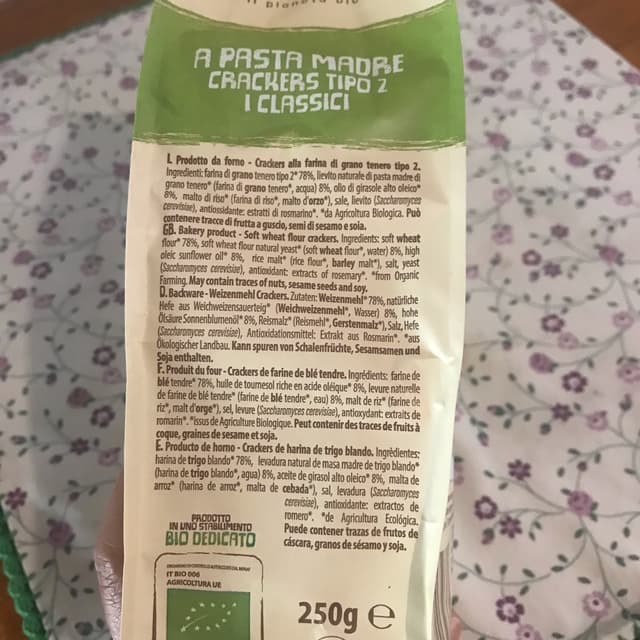 il pianeta bio
A PASTA MADRE
CRACKERS TIPO 2
I CLASSICI
I. Prodotto da forno - Crackers alla farina di grano tenero tipo 2.
Ingredienti: farina di grano tenero tipo 2* 78%, lievito naturale di pasta madre di
grano tenero* (farina di grano tenero*, acqua) 8%, olio di girasole alto oleico*
8%, malto di riso* (farina di riso*, malto d'orzo*), sale, lievito (Saccharomyces
cerevisiae), antiossidante: estratti di rosmarino*. *da Agricoltura Biologica. Può
contenere tracce di frutta a guscio, semi di sesamo e soia.
GB. Bakery product - Soft wheat flour crackers. Ingredients: soft wheat
flour* 78%, soft wheat flour natural yeast* (soft wheat flour*, water) 8%, high
oleic sunflower oil* 8%, rice malt* (rice flour*, barley malt*), salt, yeast
(Saccharomyces cerevisiae), antioxidant: extracts of rosemary*. *from Organic
Farming. May contain traces of nuts, sesame seeds and soy.
D. Backware - Weizenmehl Crackers. Zutaten: Weizenmehl* 78%, natürliche
Hefe aus Weichweizensauerteig* (Weichweizenmehl*, Wasser) 8%, hohe
Ölsäure Sonnenblumenöl* 8%, Reismalz* (Reismehl*, Gerstenmalz*), Salz, Hefe
(Saccharomyces cerevisiae), Antioxidationsmittel: Extrakt aus Rosmarin*. *aus
Ökologischer Landbau. Kann spuren von Schalenfrüchte, Sesamsamen und
Soja enthalten.
F. Produit du four - Crackers de farine de blé tendre. Ingrédients: farine de
blé tendre* 78%, huile de tournesol riche en acide oléique* 8%, levure naturelle
de farine de blé tendre* (farine de blé tendre*, eau) 8%, malt de riz* (farine de
riz*, malt d'orge*), sel, levure (Saccharomyces cerevisiae), antioxydant: extraits de
romarin*. *issus de Agriculture Biologique. Peut contenir des traces de fruits à
coque, graines de sesame et soja.
E. Producto de horno - Crackers de harina de trigo blando. Ingrédientes:
harina de trigo blando* 78%, levadura natural de masa madre de trigo blando*
(harina de trigo blando*, agua) 8%, aceite de girasol alto oleico* 8%, malta de
arroz* (harina de arroz*, malta de cebada*), sal, levadura (Saccharomyces
cerevisiae), antioxidante: extractos de
romero*. *de Agricultura Ecológica.
Puede contener trazas de frutos de
cáscara, granos de sésamo y soja.
PRODOTTO
IN UNO STABILIMENTO
BIO DEDICATO
IT BIO 006
AGRICOLTURA UE
250g e